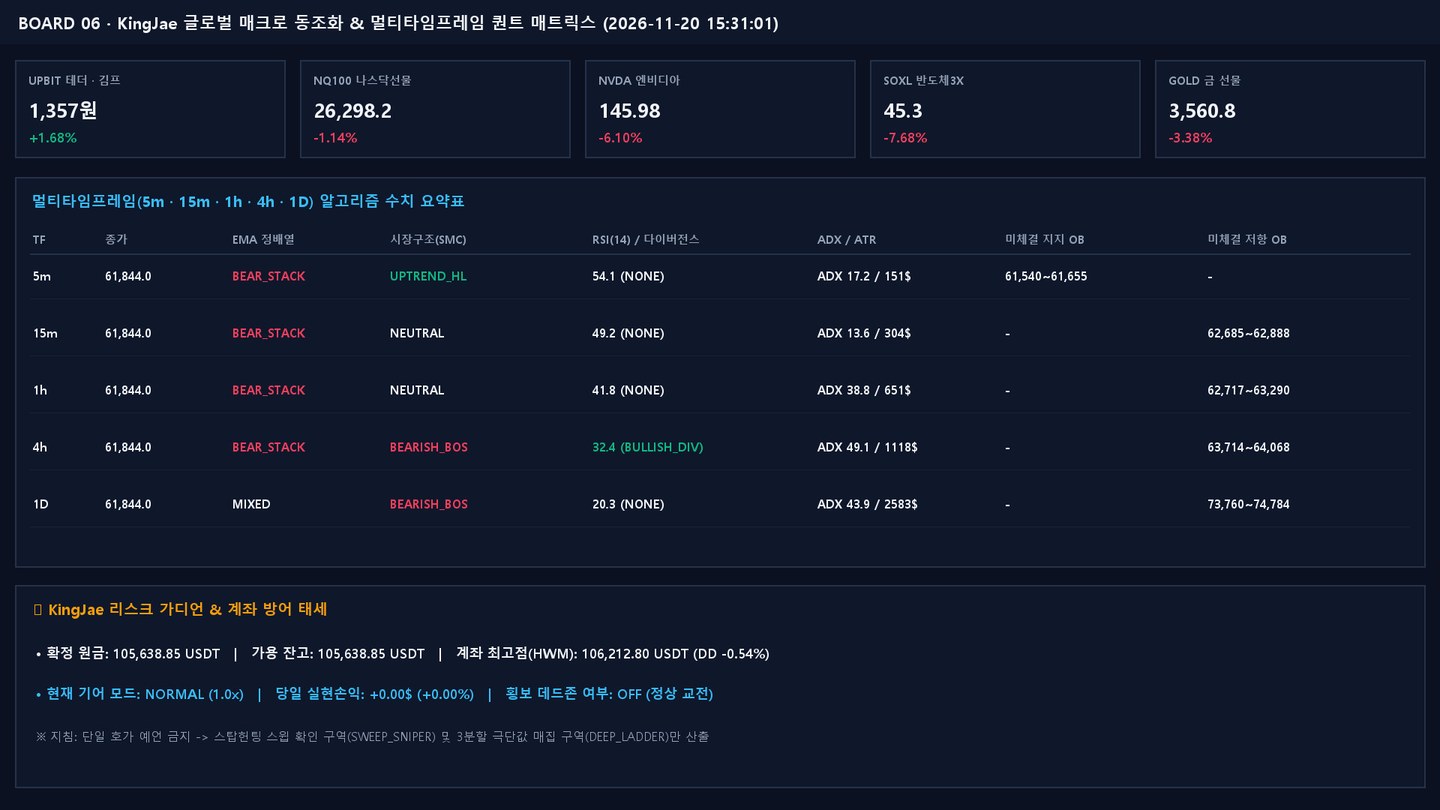 BOARD 06 · KingJae 글로벌 매크로 동조화 & 멀티타임프레임 퀀트 매트릭스 (2026-11-20 15:31:01)
UPBIT 테더 · 김프
1,357원
+1.68%
NQ100 나스닥선물
26,298.2
-1.14%
NVDA 엔비디아
145.98
-6.10%
SOXL 반도체3X
45.3
-7.68%
GOLD 금 선물
3,560.8
-3.38%
멀티타임프레임(5m · 15m · 1h · 4h · 1D) 알고리즘 수치 요약표
TF 종가 EMA 정배열 시장구조(SMC) RSI(14) / 다이버전스 ADX / ATR 미체결 지지 OB 미체결 저항 OB
5m 61,844.0 BEAR_STACK UPTREND_HL 54.1 (NONE) ADX 17.2 / 151$ 61,540~61,655 -
15m 61,844.0 BEAR_STACK NEUTRAL 49.2 (NONE) ADX 13.6 / 304$ - 62,685~62,888
1h 61,844.0 BEAR_STACK NEUTRAL 41.8 (NONE) ADX 38.8 / 651$ - 62,717~63,290
4h 61,844.0 BEAR_STACK BEARISH_BOS 32.4 (BULLISH_DIV) ADX 49.1 / 1118$ - 63,714~64,068
1D 61,844.0 MIXED BEARISH_BOS 20.3 (NONE) ADX 43.9 / 2583$ - 73,760~74,784
KingJae 리스크 가디언 & 계좌 방어 태세
• 확정 원금: 105,638.85 USDT | 가용 잔고: 105,638.85 USDT | 계좌 최고점(HWM): 106,212.80 USDT (DD -0.54%)
• 현재 기어 모드: NORMAL (1.0x) | 당일 실현손익: +0.00$ (+0.00%) | 횡보 데드존 여부: OFF (정상 교전)
※ 지침: 단일 호가 예언 금지 -> 스탑헌팅 스윕 확인 구역(SWEEP_SNIPER) 및 3분할 극단값 매집 구역(DEEP_LADDER)만 산출